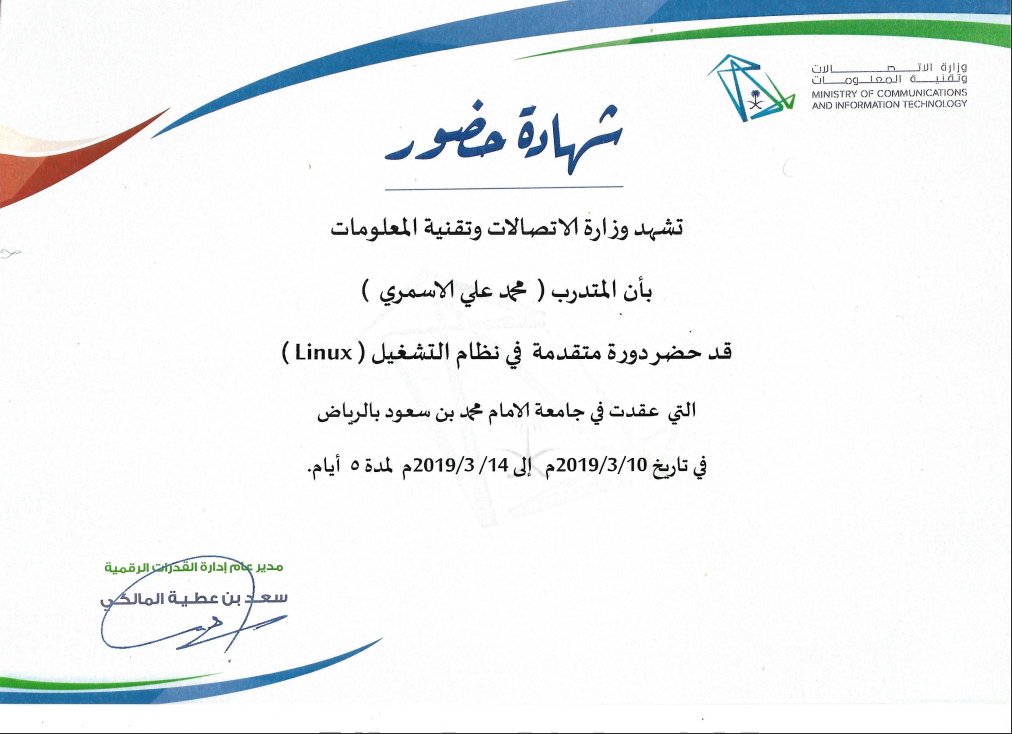 وزارة الاتصالات
وتقنية المعلومات
MINISTRY OF COMMUNICATIONS
AND INFORMATION TECHNOLOGY
شهادة حضور
تشهد وزارة الاتصالات وتقنية المعلومات
بأن المتدرب ( محمد علي الاسمري )
قد حضر دورة متقدمة في نظام التشغيل ( Linux )
التي عقدت في جامعة الامام محمد بن سعود بالرياض
في تاريخ 2019/3/10م إلى 14/ 2019/3م لمدة ٥ أيام.
مدير عام إدارة القدرات الرقمية
سعد بن عطية المالكي